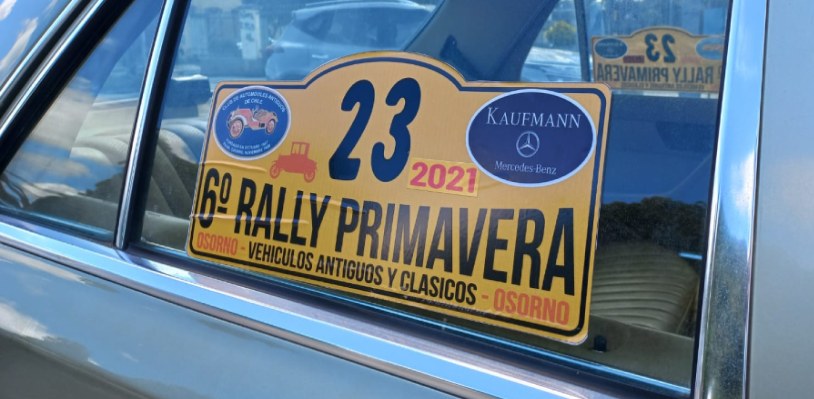 23
2021
KAUFMANN
Mercedes-Benz
6º RALLY PRIMAVERA
OSORNO - VEHICULOS ANTIGUOS Y CLASICOS - OSORNO
23
RALLY PRIMAVERA